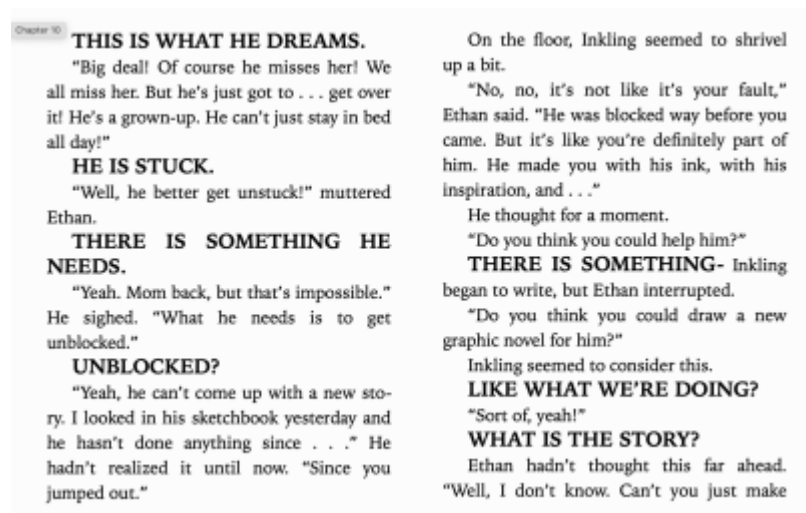 Chapter 10
THIS IS WHAT HE DREAMS.
“Big deal! Of course he misses her! We
all miss her. But he’s just got to . . . get over
it! He’s a grown-up. He can’t just stay in bed
all day!”
HE IS STUCK.
“Well, he better get unstuck!” muttered
Ethan.
THERE IS SOMETHING HE
NEEDS.
“Yeah. Mom back, but that’s impossible.”
He sighed. “What he needs is to get
unblocked.”
UNBLOCKED?
“Yeah, he can’t come up with a new sto-
ry. I looked in his sketchbook yesterday and
he hasn’t done anything since . . .” He
hadn’t realized it until now. “Since you
jumped out.”
On the floor, Inkling seemed to shrivel
up a bit.
“No, no, it’s not like it’s your fault,”
Ethan said. “He was blocked way before you
came. But it’s like you’re definitely part of
him. He made you with his ink, with his
inspiration, and . . .”
He thought for a moment.
“Do you think you could help him?”
THERE IS SOMETHING- Inkling
began to write, but Ethan interrupted.
“Do you think you could draw a new
graphic novel for him?”
Inkling seemed to consider this.
LIKE WHAT WE’RE DOING?
“Sort of, yeah!”
WHAT IS THE STORY?
Ethan hadn’t thought this far ahead.
“Well, I don’t know. Can’t you just make